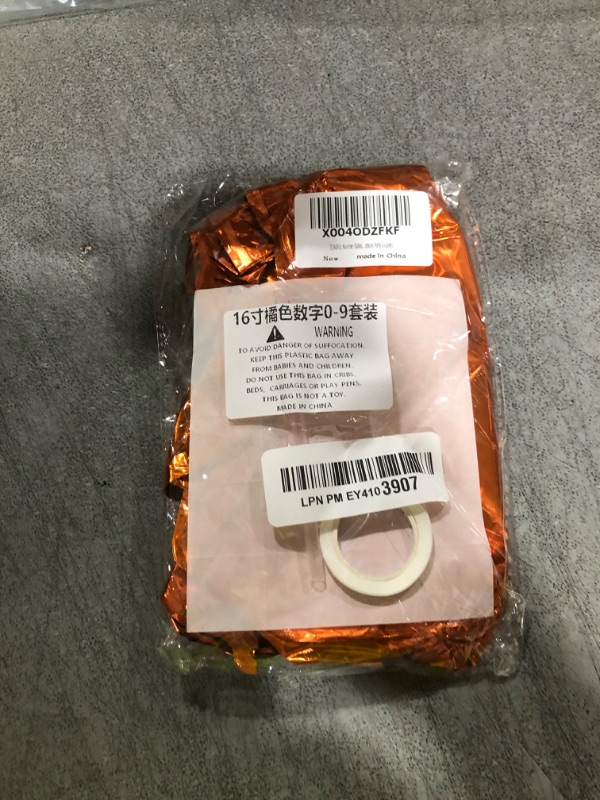 X004ODZFKF
New made in China
16寸橘色数字0-9套装
WARNING
TO AVOID DANGER OF SUFFOCATION.
KEEP THIS PLASTIC BAG AWAY
FROM BABIES AND CHILDREN.
DO NOT USE THIS BAG IN CRIBS.
BEDS, CARRIAGES OR PLAY PENS.
THIS BAG IS NOT A TOY.
MADE IN CHINA
LPN PM EY4103907